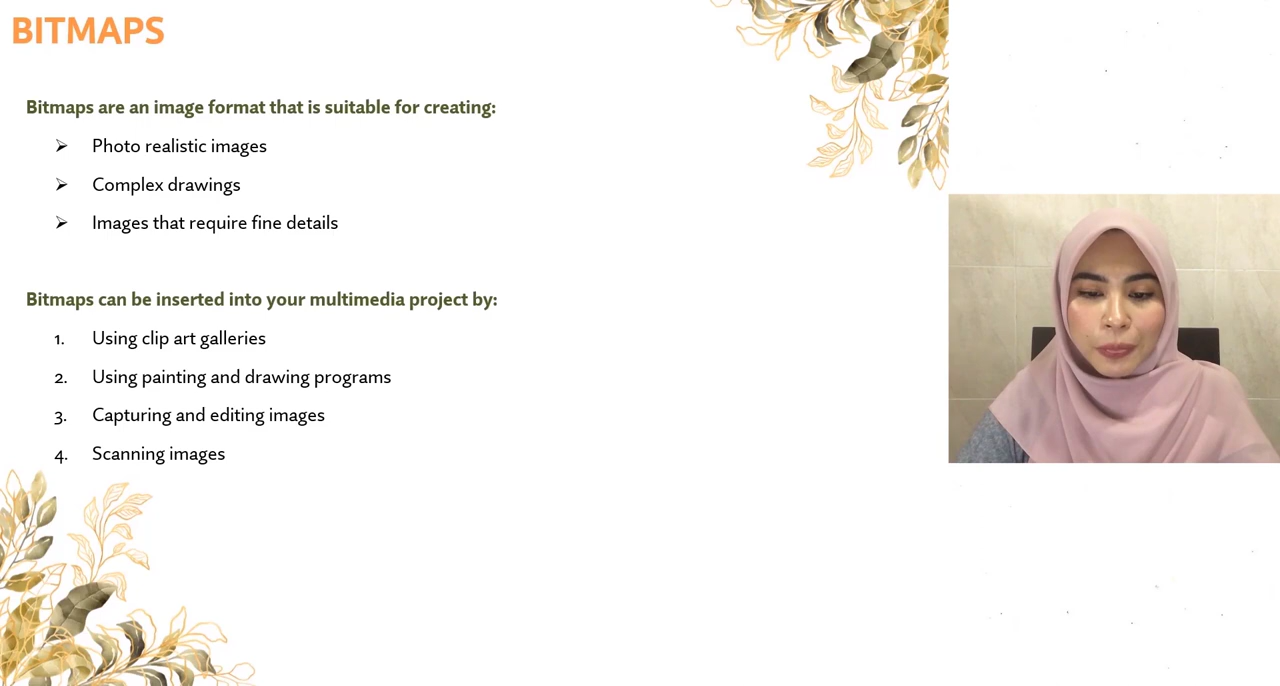 BITMAPS
Bitmaps are an image format that is suitable for creating:
➢ Photo realistic images
➢ Complex drawings
➢ Images that require fine details
Bitmaps can be inserted into your multimedia project by:
1. Using clip art galleries
2. Using painting and drawing programs
3. Capturing and editing images
4. Scanning images